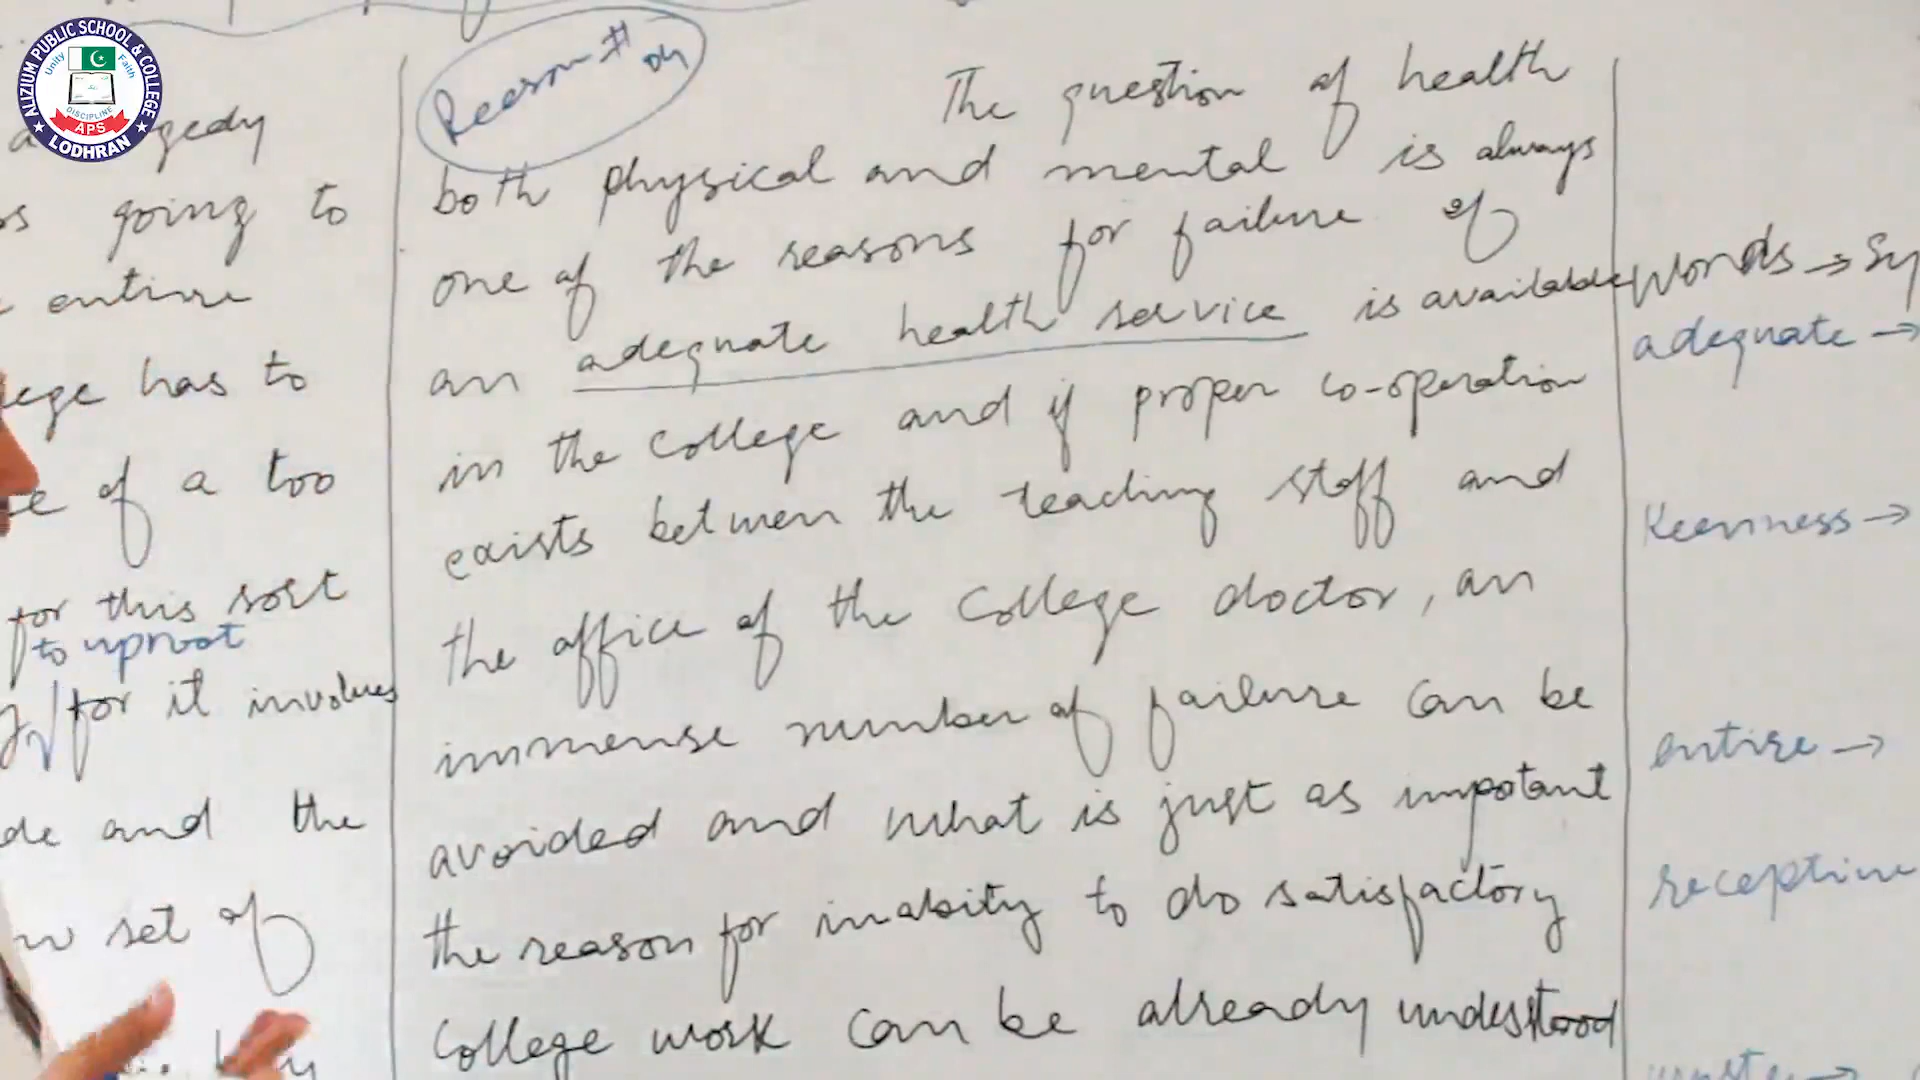 ALIZIUM PUBLIC SCHOOL & COLLEGE
Unity
Faith
DISCIPLINE
APS
LODHRAN
going to
entire
has to
of a too
for this sort
to uproot
for it involves
and the
set of
Reason # 04
The question of health
both physical and mental is always
one of the reasons for failure of
an adequate health service is available
in the college and if proper co-operation
exists between the teaching staff and
the office of the College doctor, an
immense number of failure can be
avoided and what is just as impotant
the reason for inabity to do satisfactory
College work can be already understood
Words → Sy
adequate →
Keenness →
entire →
receptive